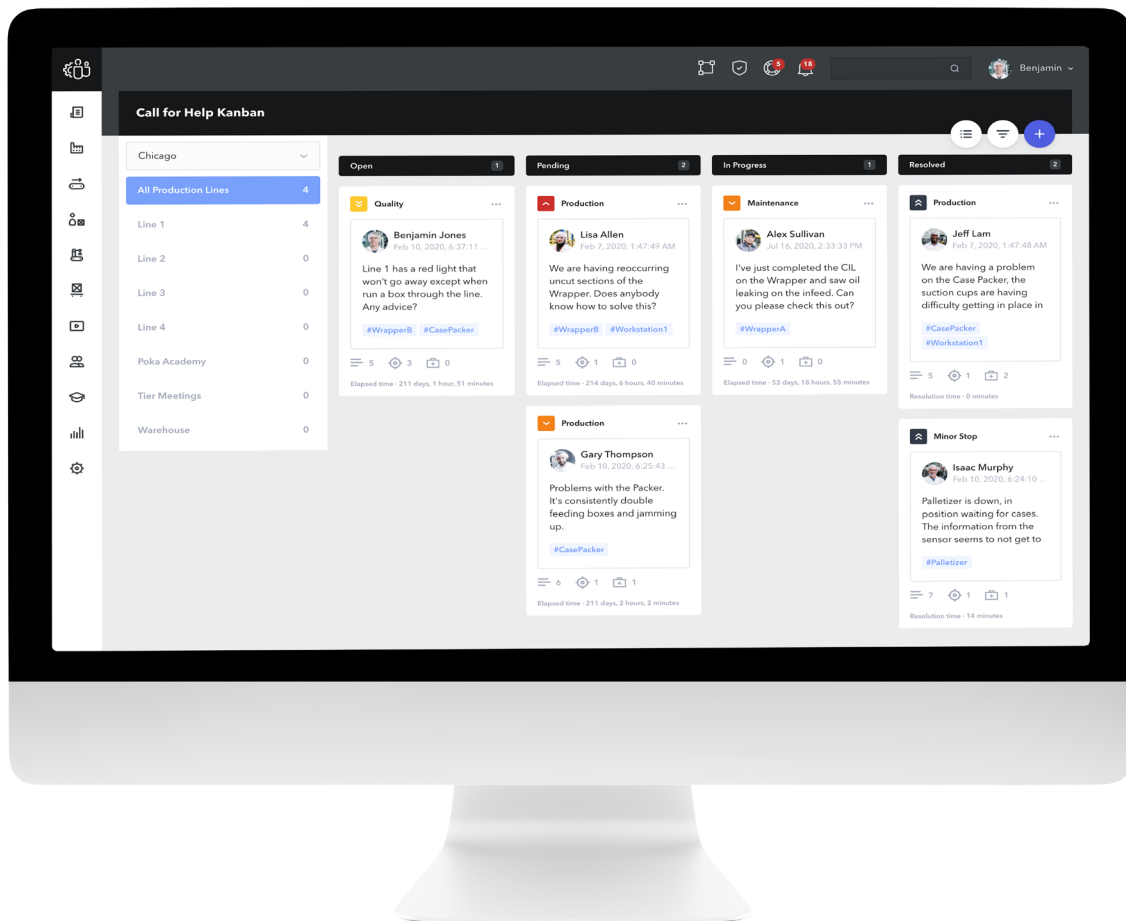 5
18
Benjamin
Call for Help Kanban
Chicago
All Production Lines 4
Line 1 4
Line 2 0
Line 3 0
Line 4 0
Poka Academy 0
Tier Meetings 0
Warehouse 0
Open 1
Quality
Benjamin Jones
Feb 10, 2020, 6:37:11 ...
Line 1 has a red light that
won't go away except when
run a box through the line.
Any advice?
#WrapperB #CasePacker
5 3 0
Elapsed time - 211 days, 1 hour, 51 minutes
Pending 2
Production
Lisa Allen
Feb 7, 2020, 1:47:49 AM
We are having reoccurring
uncut sections of the
Wrapper. Does anybody
know how to solve this?
#WrapperB #Workstation1
5 1 0
Elapsed time - 214 days, 6 hours, 40 minutes
Production
Gary Thompson
Feb 10, 2020, 6:25:43 ...
Problems with the Packer.
It's consistently double
feeding boxes and jamming
up.
#CasePacker
6 1 1
Elapsed time - 211 days, 2 hours, 2 minutes
In Progress 1
Maintenance
Alex Sullivan
Jul 16, 2020, 2:33:33 PM
I've just completed the CIL
on the Wrapper and saw oil
leaking on the infeed. Can
you please check this out?
#WrapperA
0 1 0
Elapsed time - 53 days, 18 hours, 55 minutes
Resolved 2
Production
Jeff Lam
Feb 7, 2020, 1:47:48 AM
We are having a problem
on the Case Packer, the
suction cups are having
difficulty getting in place in
#CasePacker
#Workstation1
5 1 2
Resolution time - 0 minutes
Minor Stop
Isaac Murphy
Feb 10, 2020, 6:24:10 ...
Palletizer is down, in
position waiting for cases.
The information from the
sensor seems to not get to
#Palletizer
7 1 1
Resolution time - 14 minutes